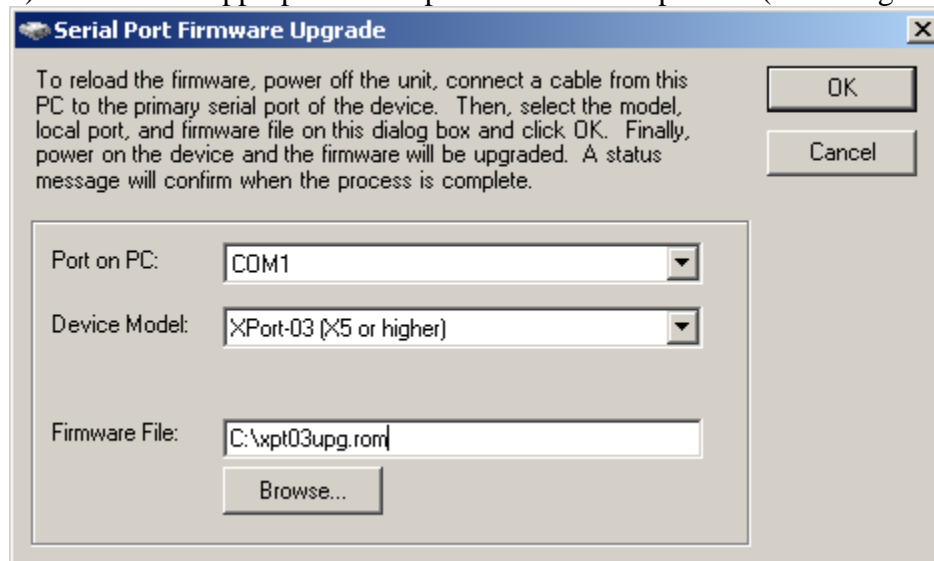 Serial Port Firmware Upgrade
To reload the firmware, power off the unit, connect a cable from this
PC to the primary serial port of the device. Then, select the model,
local port, and firmware file on this dialog box and click OK. Finally,
power on the device and the firmware will be upgraded. A status
message will confirm when the process is complete.
OK
Cancel
Port on PC:
COM1
Device Model:
XPort-03 (X5 or higher)
Firmware File:
C:\xpt03upg.rom
Browse...